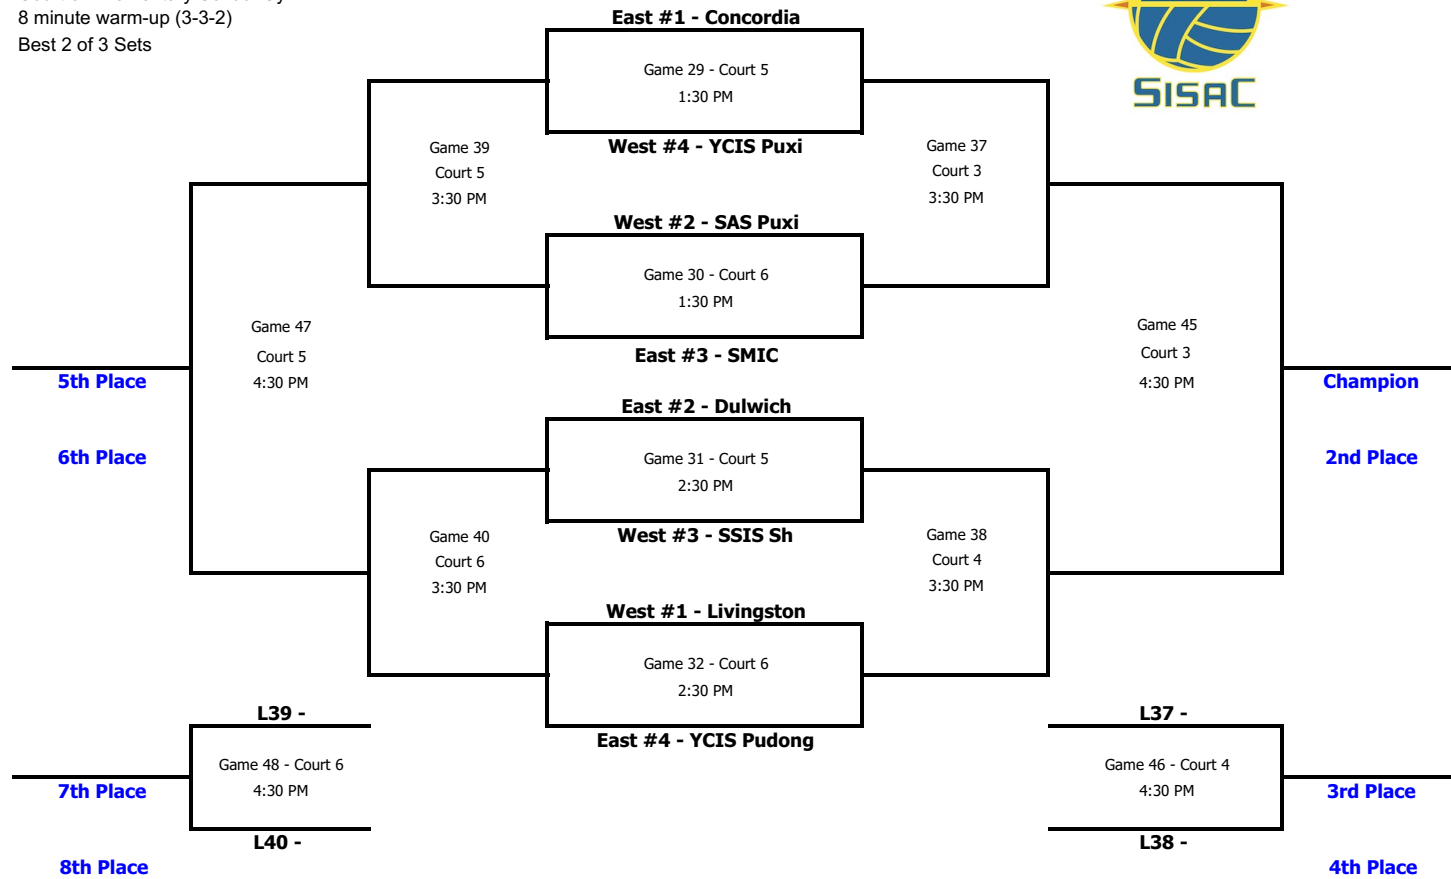 8 minute warm-up (3-3-2)
Best 2 of 3 Sets
SISAC
East #1 - Concordia
Game 29 - Court 5
1:30 PM
West #4 - YCIS Puxi
Game 39
Court 5
3:30 PM
Game 37
Court 3
3:30 PM
West #2 - SAS Puxi
Game 30 - Court 6
1:30 PM
East #3 - SMIC
Game 47
Court 5
4:30 PM
Game 45
Court 3
4:30 PM
5th Place
6th Place
Champion
2nd Place
East #2 - Dulwich
Game 31 - Court 5
2:30 PM
West #3 - SSIS Sh
Game 40
Court 6
3:30 PM
Game 38
Court 4
3:30 PM
West #1 - Livingston
Game 32 - Court 6
2:30 PM
East #4 - YCIS Pudong
L39 -
Game 48 - Court 6
4:30 PM
L40 -
7th Place
8th Place
L37 -
Game 46 - Court 4
4:30 PM
L38 -
3rd Place
4th Place